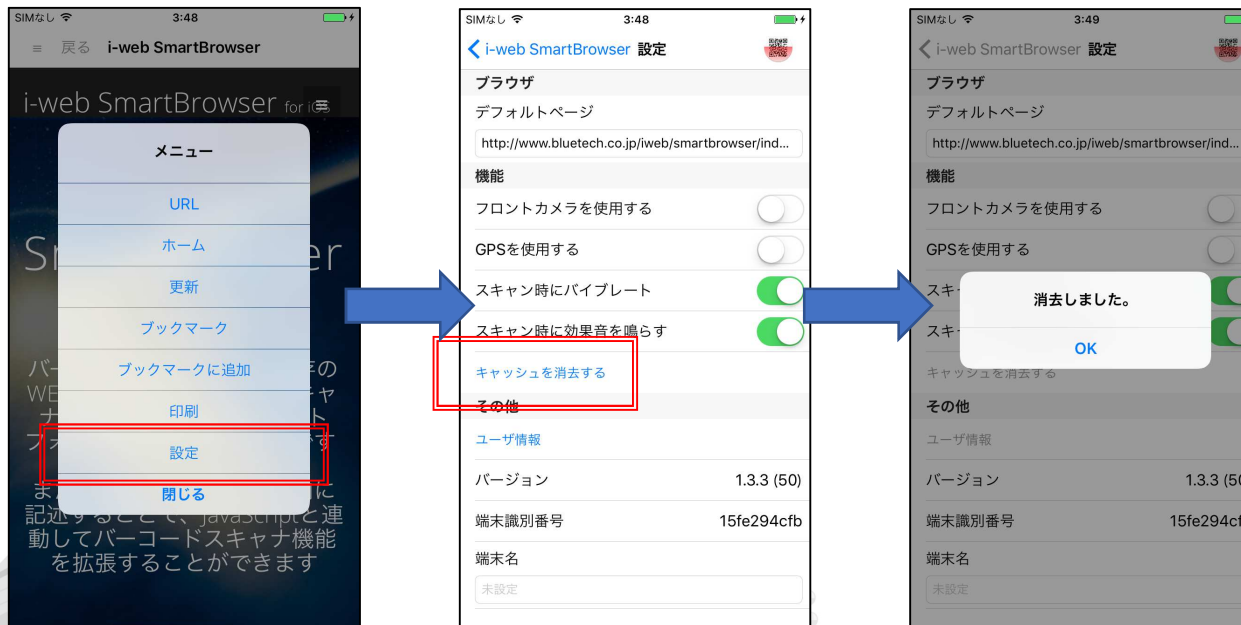 SIMなし 3:48
≡ 戻る i-web SmartBrowser
i-web SmartBrowser for iOS
メニュー
URL
ホーム
更新
ブックマーク
ブックマークに追加
印刷
設定
閉じる
記述することで、JavaScriptと連
動してバーコードスキャナ機能
を拡張することができます
SIMなし 3:48
i-web SmartBrowser 設定
ブラウザ
デフォルトページ
http://www.bluetech.co.jp/iweb/smartbrowser/ind...
機能
フロントカメラを使用する
GPSを使用する
スキャン時にバイブレート
スキャン時に効果音を鳴らす
キャッシュを消去する
その他
ユーザ情報
バージョン 1.3.3 (50)
端末識別番号 15fe294cfb
端末名
未設定
SIMなし 3:49
i-web SmartBrowser 設定
ブラウザ
デフォルトページ
http://www.bluetech.co.jp/iweb/smartbrowser/ind...
機能
フロントカメラを使用する
GPSを使用する
スキ
消去しました。
スキ
OK
キャッシュを消去する
その他
ユーザ情報
バージョン 1.3.3 (50
端末識別番号 15fe294cf
端末名
未設定